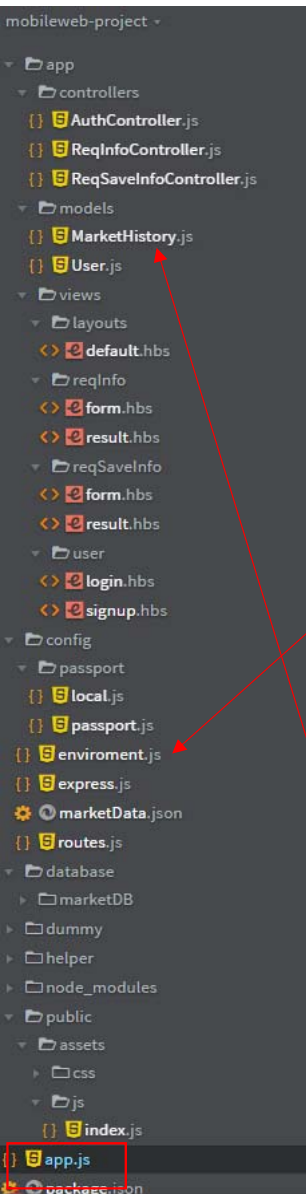 mobileweb-project
app
controllers
{} AuthController.js
{} ReqInfoController.js
{} ReqSaveInfoController.js
models
{} MarketHistory.js
{} User.js
views
layouts
<> default.hbs
reqInfo
<> form.hbs
<> result.hbs
reqSaveInfo
<> form.hbs
<> result.hbs
user
<> login.hbs
<> signup.hbs
config
passport
{} local.js
{} passport.js
{} enviroment.js
{} express.js
marketData.json
{} routes.js
database
marketDB
dummy
helper
node_modules
public
assets
css
js
{} index.js
{} app.js
package.json